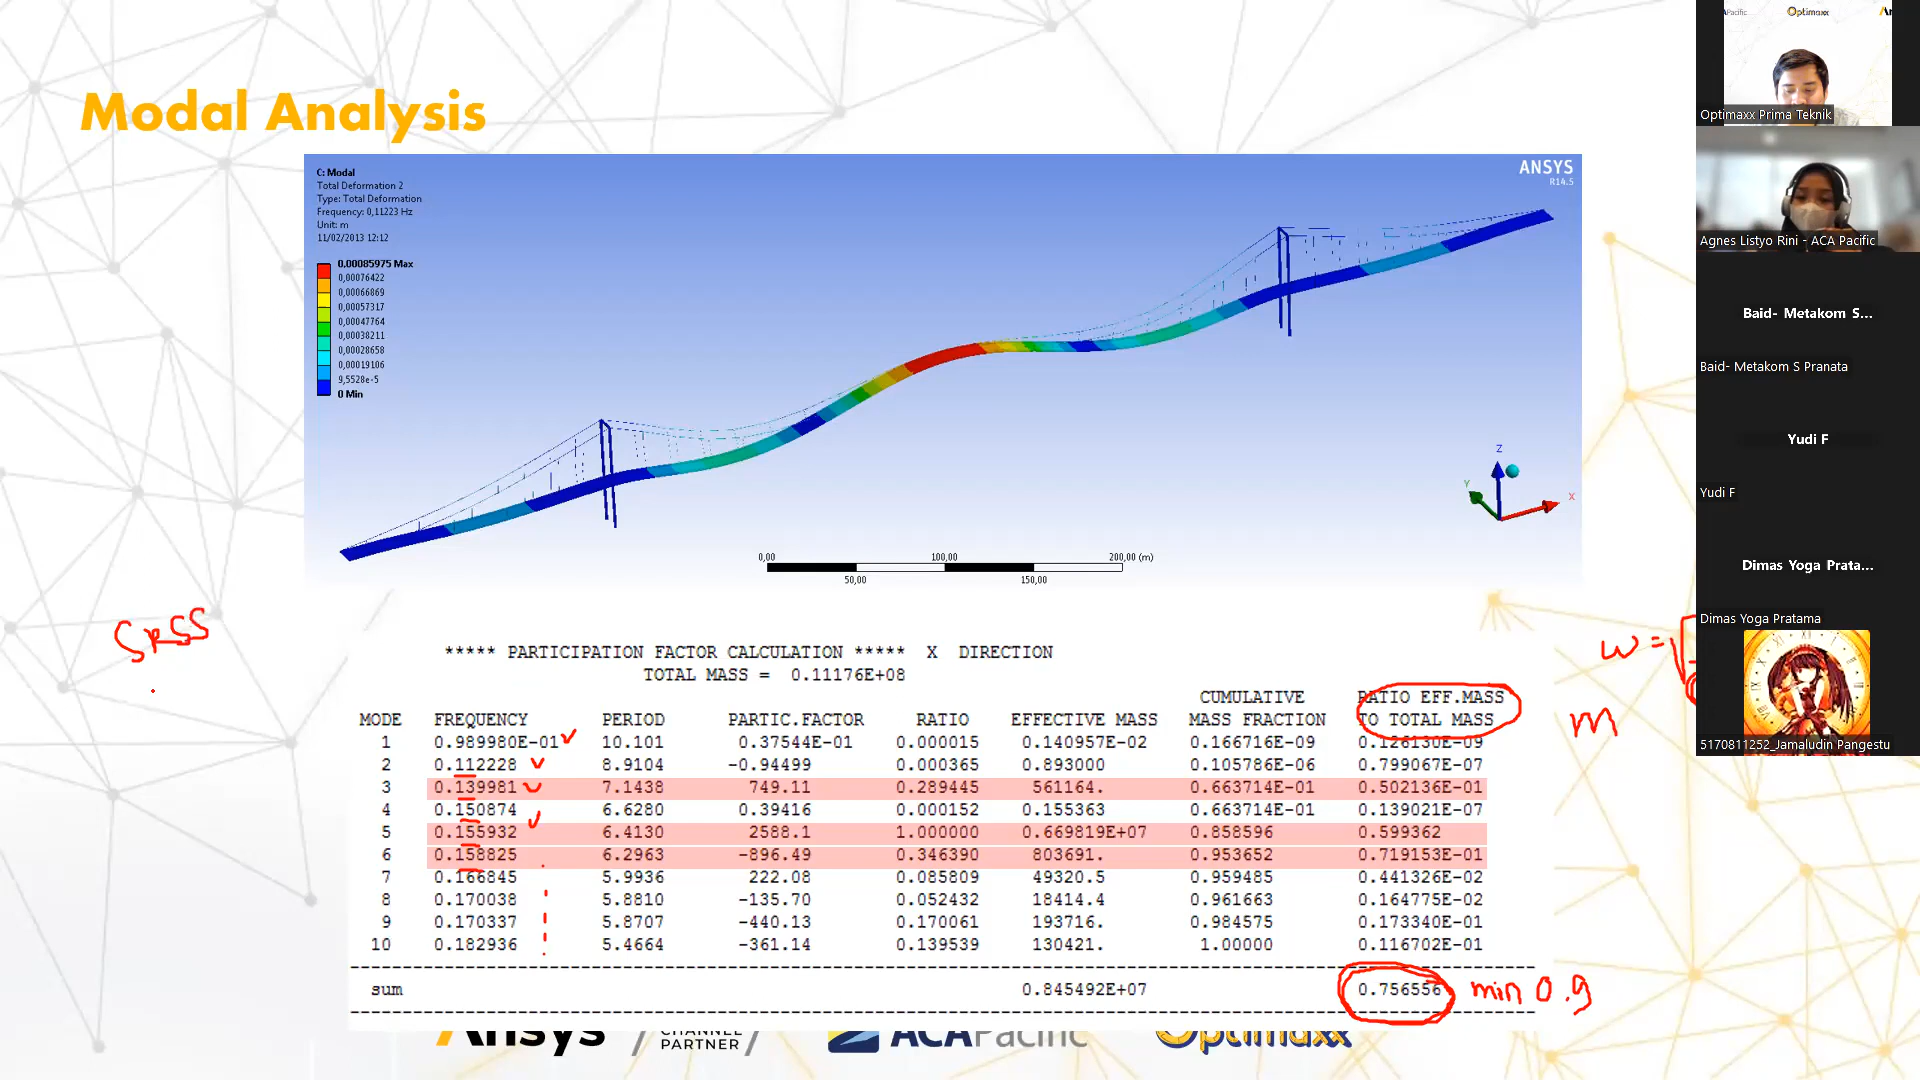 Modal Analysis
C: Modal
Total Deformation 2
Type: Total Deformation
Frequency: 0,11223 Hz
Unit: m
11/02/2013 12:12
0,00085975 Max
0,00076422
0,00066869
0,00057317
0,00047764
0,00038211
0,00028658
0,00019106
9,5528e-5
0 Min
ANSYS
R14.5
Z
Y
X
0,00 100,00 200,00 (m)
50,00 150,00
SRSS
***** PARTICIPATION FACTOR CALCULATION ***** X DIRECTION
TOTAL MASS = 0.11176E+08
CUMULATIVE RATIO EFF.MASS
MODE FREQUENCY PERIOD PARTIC.FACTOR RATIO EFFECTIVE MASS MASS FRACTION TO TOTAL MASS
1 0.989980E-01 10.101 0.37544E-01 0.000015 0.140957E-02 0.166716E-09 0.126130E-09
2 0.112228 8.9104 -0.94499 0.000365 0.893000 0.105786E-06 0.799067E-07
3 0.139981 7.1438 749.11 0.289445 561164. 0.663714E-01 0.502136E-01
4 0.150874 6.6280 0.39416 0.000152 0.155363 0.663714E-01 0.139021E-07
5 0.155932 6.4130 2588.1 1.000000 0.669819E+07 0.858596 0.599362
6 0.158825 6.2963 -896.49 0.346390 803691. 0.953652 0.719153E-01
7 0.166845 5.9936 222.08 0.085809 49320.5 0.959485 0.441326E-02
8 0.170038 5.8810 -135.70 0.052432 18414.4 0.961663 0.164775E-02
9 0.170337 5.8707 -440.13 0.170061 193716. 0.984575 0.173340E-01
10 0.182936 5.4664 -361.14 0.139539 130421. 1.00000 0.116702E-01
sum 0.845492E+07 0.756556
min 0.9
w=√
m
Ansys
CHANNEL
PARTNER
ACA Pacific
Optimaxx
Pacific Optimaxx An
Optimaxx Prima Teknik
Agnes Listyo Rini - ACA Pacific
Baid- Metakom S...
Baid- Metakom S Pranata
Yudi F
Yudi F
Dimas Yoga Prata...
Dimas Yoga Pratama
5170811252_Jamaludin Pangestu